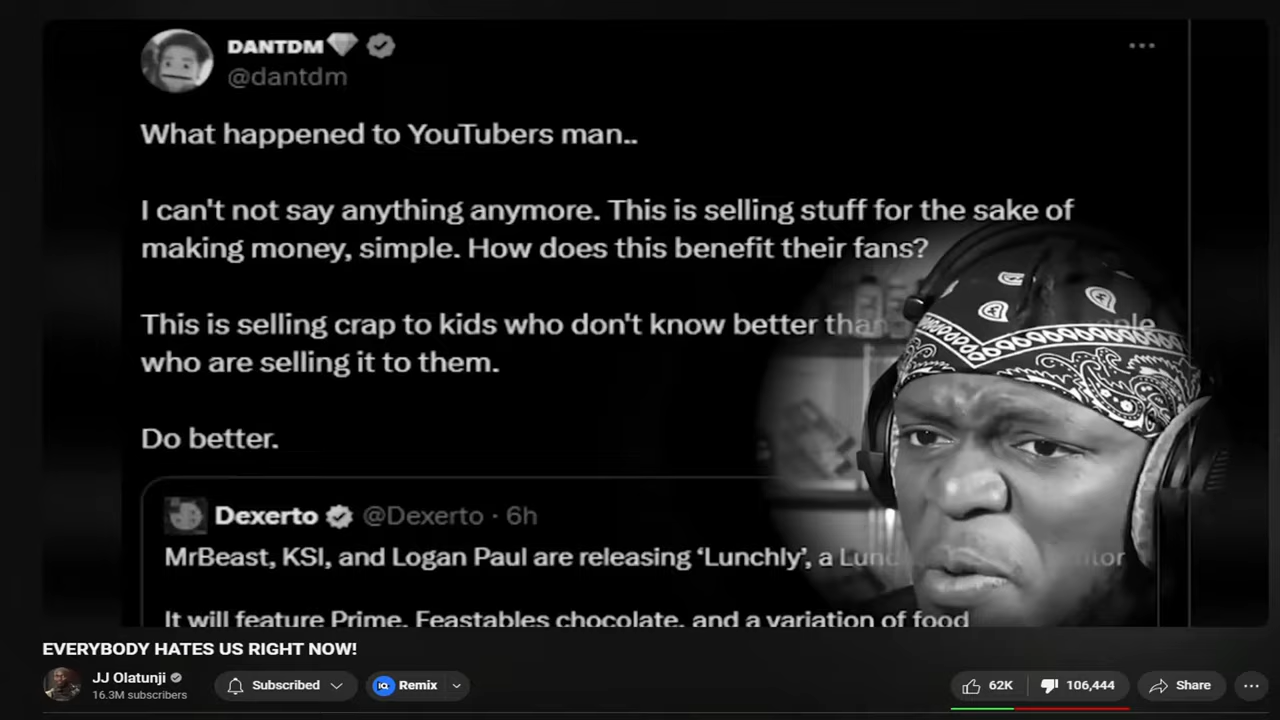 DANTDM
@dantdm
What happened to YouTubers man..
I can't not say anything anymore. This is selling stuff for the sake of
making money, simple. How does this benefit their fans?
This is selling crap to kids who don't know better than
who are selling it to them.
Do better.
Dexerto @Dexerto · 6h
MrBeast, KSI, and Logan Paul are releasing ‘Lunchly’, a
It will feature Prime, Feastables chocolate, and a variation of food
EVERYBODY HATES US RIGHT NOW!
JJ Olatunji
16.3M subscribers
Subscribed
IQ Remix
62K
106,444
Share